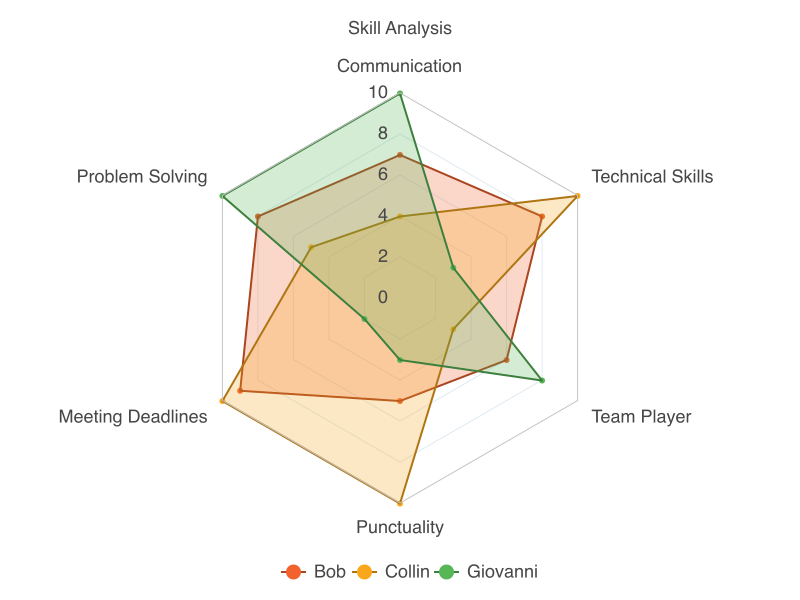 Skill Analysis
Communication
10
8
6
4
2
0
Problem Solving
Technical Skills
Meeting Deadlines
Team Player
Punctuality
Bob Collin Giovanni